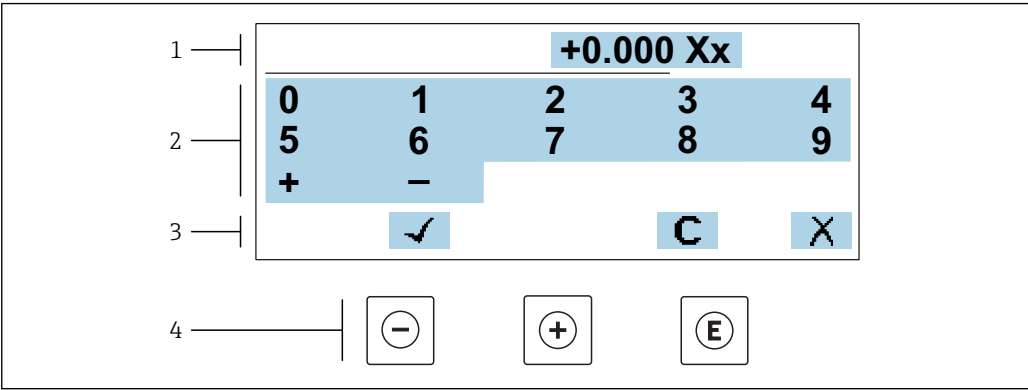 1 +0.000 Xx
0 1 2 3 4
2 5 6 7 8 9
+ −
3 ✓ C X
4 − + E